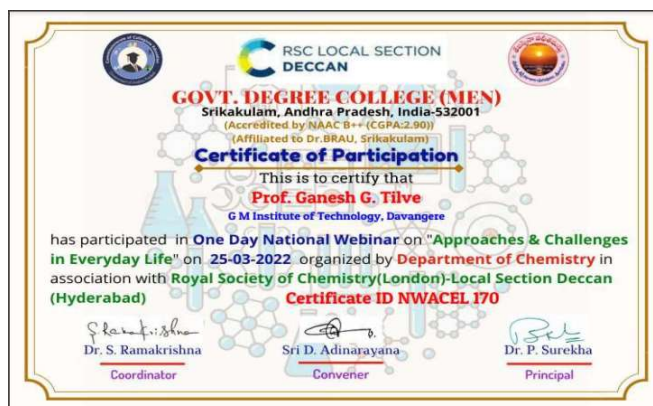 RSC LOCAL SECTION
DECCAN
GOVT. DEGREE COLLEGE (MEN)
Srikakulam, Andhra Pradesh, India-532001
(Accredited by NAAC B++ (CGPA:2.90))
(Affiliated to Dr.BRAU, Srikakulam)
Certificate of Participation
This is to certify that
Prof. Ganesh G. Tilve
G M Institute of Technology, Davangere
has participated in One Day National Webinar on "Approaches & Challenges
in Everyday Life" on 25-03-2022 organized by Department of Chemistry in
association with Royal Society of Chemistry(London)-Local Section Deccan
(Hyderabad) Certificate ID NWACEL 170
S. Ramakrishna
Dr. S. Ramakrishna Sri D. Adinarayana Dr. P. Surekha
Coordinator Convener Principal